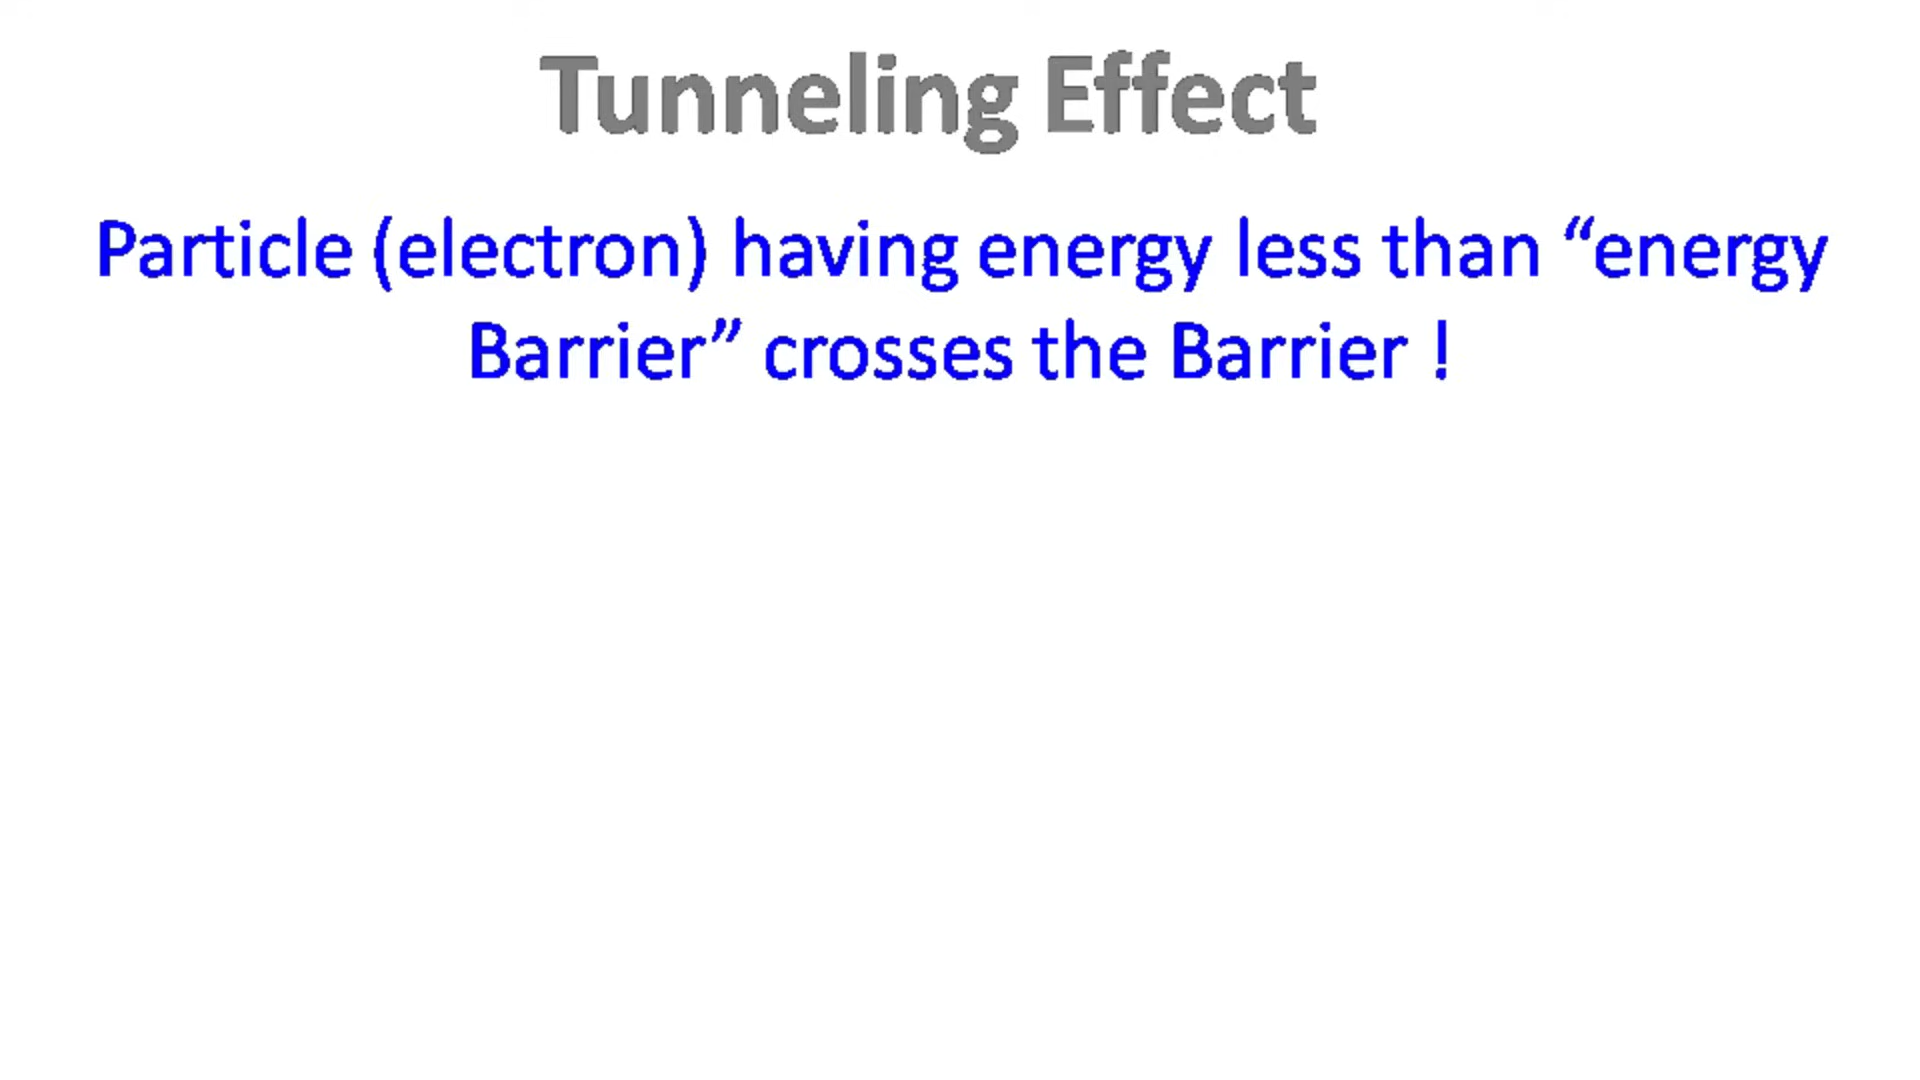 Tunneling Effect
Particle (electron) having energy less than “energy
Barrier” crosses the Barrier !